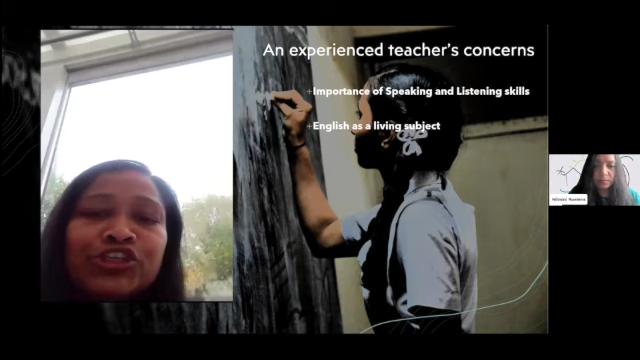 An experienced teacher's concerns
+Importance of Speaking and Listening skills
+English as a living subject